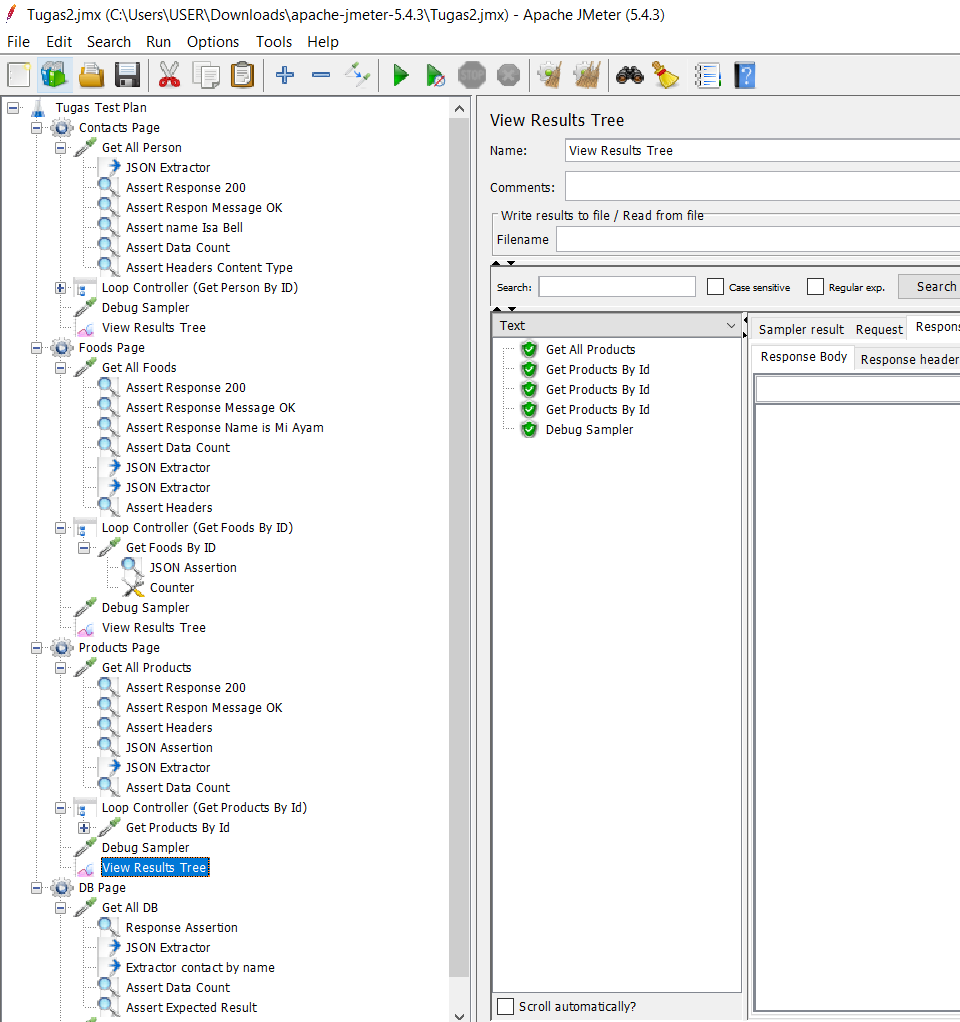 Tugas2.jmx (C:\Users\USER\Downloads\apache-jmeter-5.4.3\Tugas2.jmx) - Apache JMeter (5.4.3)
File Edit Search Run Options Tools Help
STOP
Tugas Test Plan
Contacts Page
Get All Person
JSON Extractor
Assert Response 200
Assert Respon Message OK
Assert name Isa Bell
Assert Data Count
Assert Headers Content Type
Loop Controller (Get Person By ID)
Debug Sampler
View Results Tree
Foods Page
Get All Foods
Assert Response 200
Assert Response Message OK
Assert Response Name is Mi Ayam
Assert Data Count
JSON Extractor
JSON Extractor
Assert Headers
Loop Controller (Get Foods By ID)
Get Foods By ID
JSON Assertion
Counter
Debug Sampler
View Results Tree
Products Page
Get All Products
Assert Response 200
Assert Respon Message OK
Assert Headers
JSON Assertion
JSON Extractor
Assert Data Count
Loop Controller (Get Products By Id)
Get Products By Id
Debug Sampler
View Results Tree
DB Page
Get All DB
Response Assertion
JSON Extractor
Extractor contact by name
Assert Data Count
Assert Expected Result
View Results Tree
Name: View Results Tree
Comments:
Write results to file / Read from file
Filename
Search: Case sensitive Regular exp. Search
Text
Get All Products
Get Products By Id
Get Products By Id
Get Products By Id
Debug Sampler
Scroll automatically?
Sampler result Request Respon
Response Body Response header